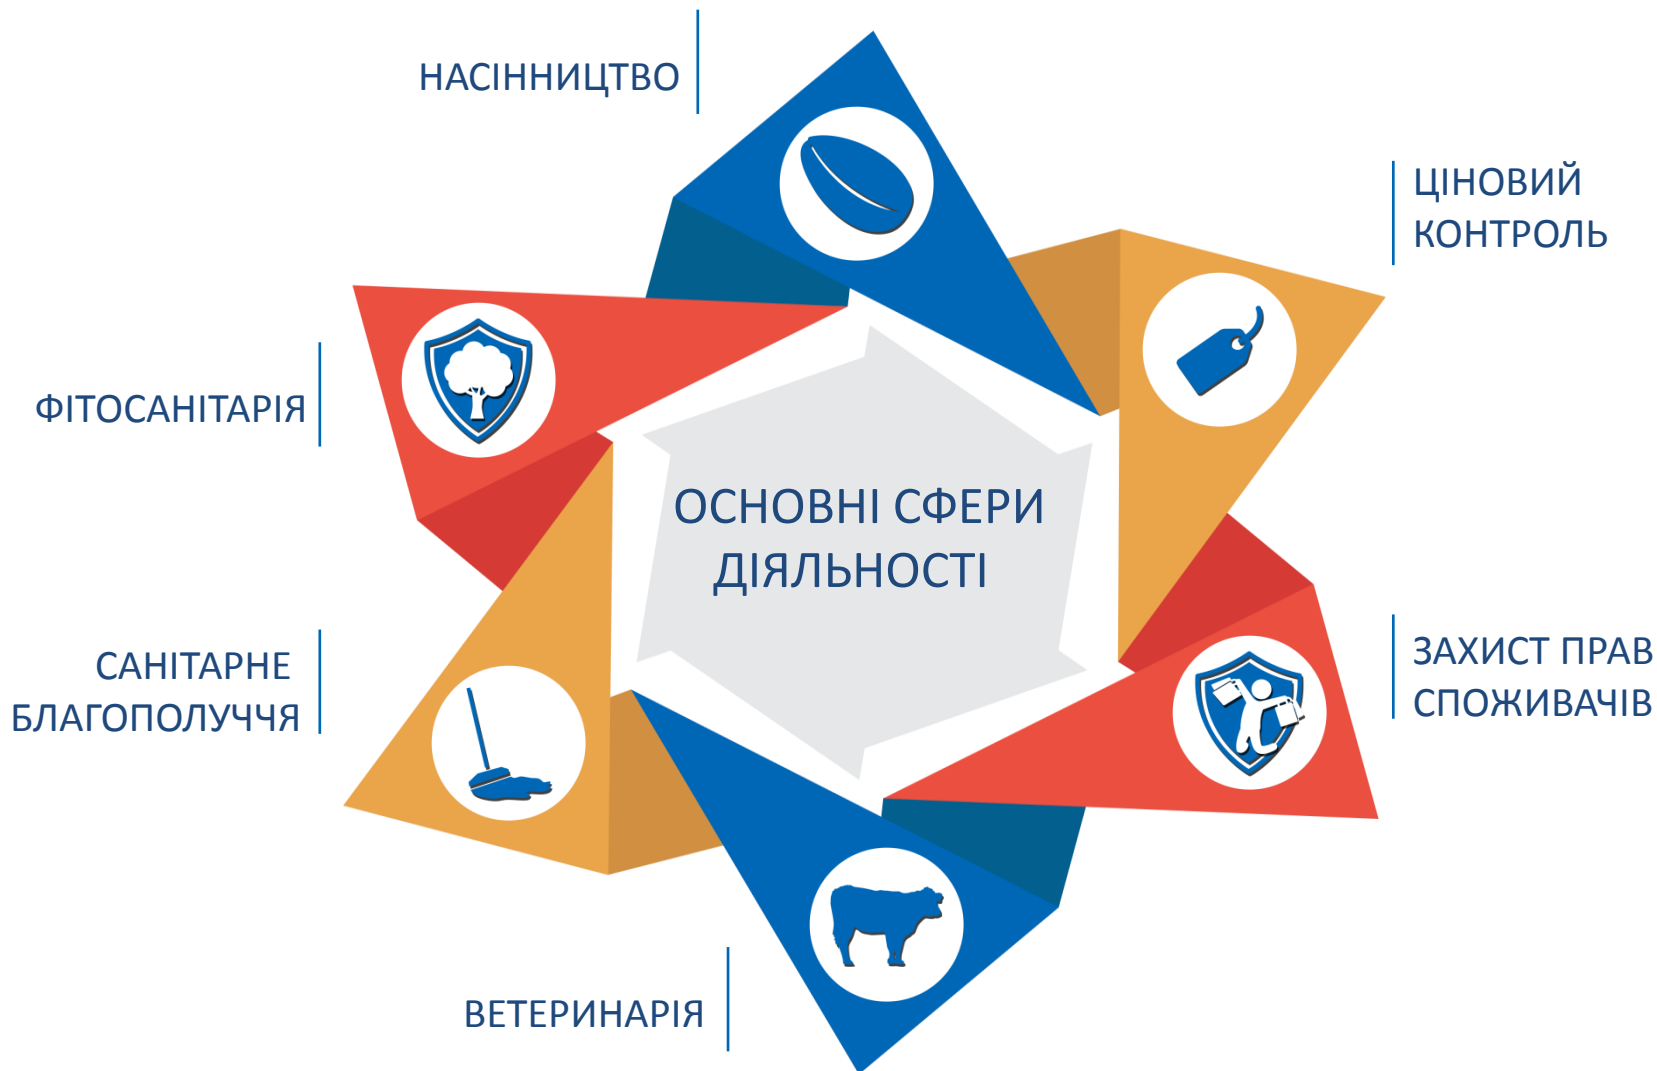 НАСІННИЦТВО
ЦІНОВИЙ
КОНТРОЛЬ
ФІТОСАНІТАРІЯ
ОСНОВНІ СФЕРИ
ДІЯЛЬНОСТІ
САНІТАРНЕ
БЛАГОПОЛУЧЧЯ
ЗАХИСТ ПРАВ
СПОЖИВАЧІВ
ВЕТЕРИНАРІЯ